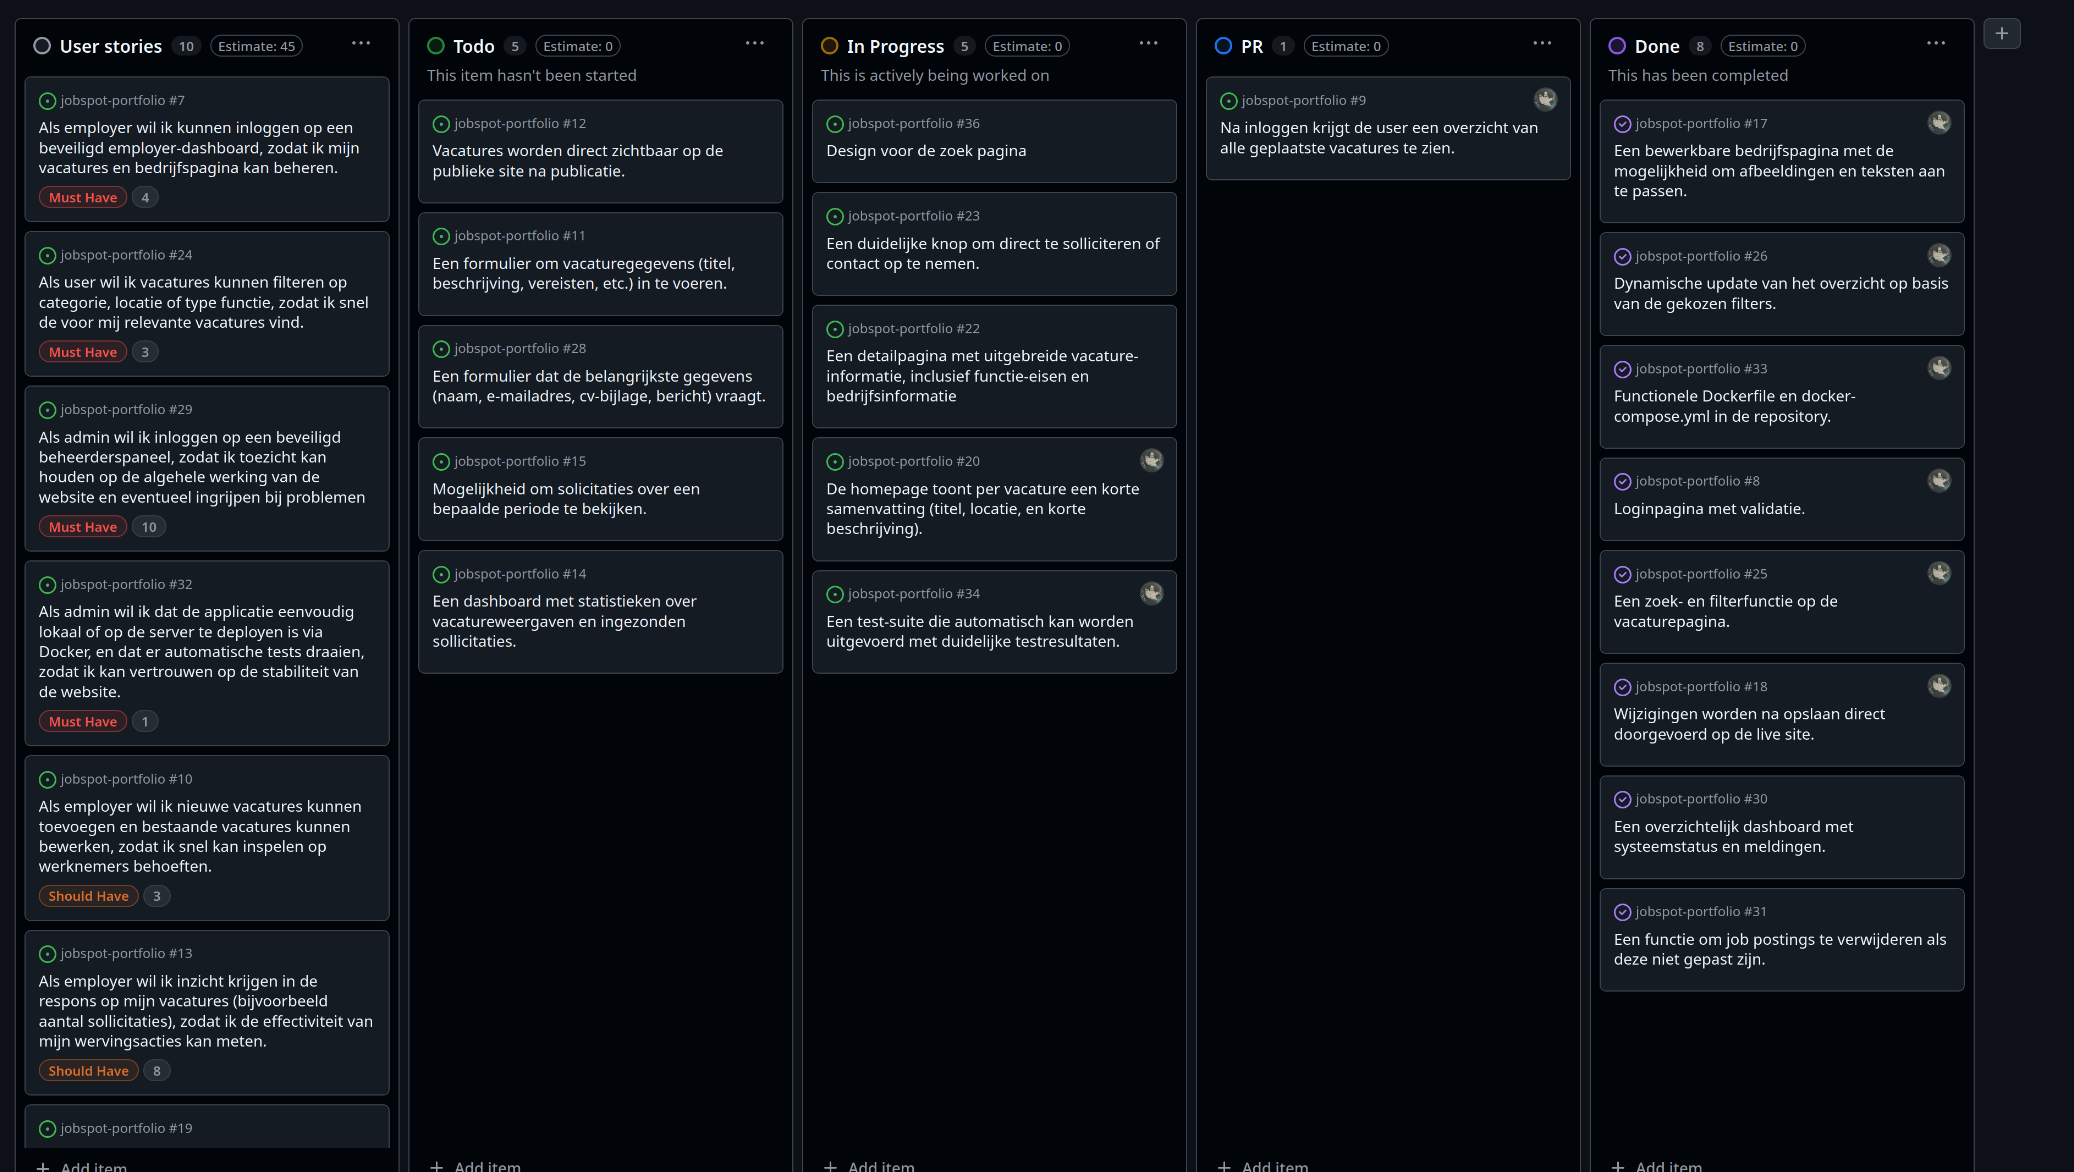 User stories 10 Estimate: 45 ...
jobspot-portfolio #7
Als employer wil ik kunnen inloggen op een
beveiligd employer-dashboard, zodat ik mijn
vacatures en bedrijfspagina kan beheren.
Must Have 4
jobspot-portfolio #24
Als user wil ik vacatures kunnen filteren op
categorie, locatie of type functie, zodat ik snel
de voor mij relevante vacatures vind.
Must Have 3
jobspot-portfolio #29
Als admin wil ik inloggen op een beveiligd
beheerderspaneel, zodat ik toezicht kan
houden op de algehele werking van de
website en eventueel ingrijpen bij problemen
Must Have 10
jobspot-portfolio #32
Als admin wil ik dat de applicatie eenvoudig
lokaal of op de server te deployen is via
Docker, en dat er automatische tests draaien,
zodat ik kan vertrouwen op de stabiliteit van
de website.
Must Have 1
jobspot-portfolio #10
Als employer wil ik nieuwe vacatures kunnen
toevoegen en bestaande vacatures kunnen
bewerken, zodat ik snel kan inspelen op
werknemers behoeften.
Should Have 3
jobspot-portfolio #13
Als employer wil ik inzicht krijgen in de
respons op mijn vacatures (bijvoorbeeld
aantal sollicitaties), zodat ik de effectiviteit van
mijn wervingsacties kan meten.
Should Have 8
jobspot-portfolio #19
+ Add item
Todo 5 Estimate: 0 ...
This item hasn't been started
jobspot-portfolio #12
Vacatures worden direct zichtbaar op de
publieke site na publicatie.
jobspot-portfolio #11
Een formulier om vacaturegegevens (titel,
beschrijving, vereisten, etc.) in te voeren.
jobspot-portfolio #28
Een formulier dat de belangrijkste gegevens
(naam, e-mailadres, cv-bijlage, bericht) vraagt.
jobspot-portfolio #15
Mogelijkheid om solicitaties over een
bepaalde periode te bekijken.
jobspot-portfolio #14
Een dashboard met statistieken over
vacatureweergaven en ingezonden
sollicitaties.
+ Add item
In Progress 5 Estimate: 0 ...
This is actively being worked on
jobspot-portfolio #36
Design voor de zoek pagina
jobspot-portfolio #23
Een duidelijke knop om direct te solliciteren of
contact op te nemen.
jobspot-portfolio #22
Een detailpagina met uitgebreide vacature-
informatie, inclusief functie-eisen en
bedrijfsinformatie
jobspot-portfolio #20
De homepage toont per vacature een korte
samenvatting (titel, locatie, en korte
beschrijving).
jobspot-portfolio #34
Een test-suite die automatisch kan worden
uitgevoerd met duidelijke testresultaten.
+ Add item
PR 1 Estimate: 0 ...
jobspot-portfolio #9
Na inloggen krijgt de user een overzicht van
alle geplaatste vacatures te zien.
+ Add item
Done 8 Estimate: 0 ...
This has been completed
jobspot-portfolio #17
Een bewerkbare bedrijfspagina met de
mogelijkheid om afbeeldingen en teksten aan
te passen.
jobspot-portfolio #26
Dynamische update van het overzicht op basis
van de gekozen filters.
jobspot-portfolio #33
Functionele Dockerfile en docker-
compose.yml in de repository.
jobspot-portfolio #8
Loginpagina met validatie.
jobspot-portfolio #25
Een zoek- en filterfunctie op de
vacaturepagina.
jobspot-portfolio #18
Wijzigingen worden na opslaan direct
doorgevoerd op de live site.
jobspot-portfolio #30
Een overzichtelijk dashboard met
systeemstatus en meldingen.
jobspot-portfolio #31
Een functie om job postings te verwijderen als
deze niet gepast zijn.
+ Add item
+